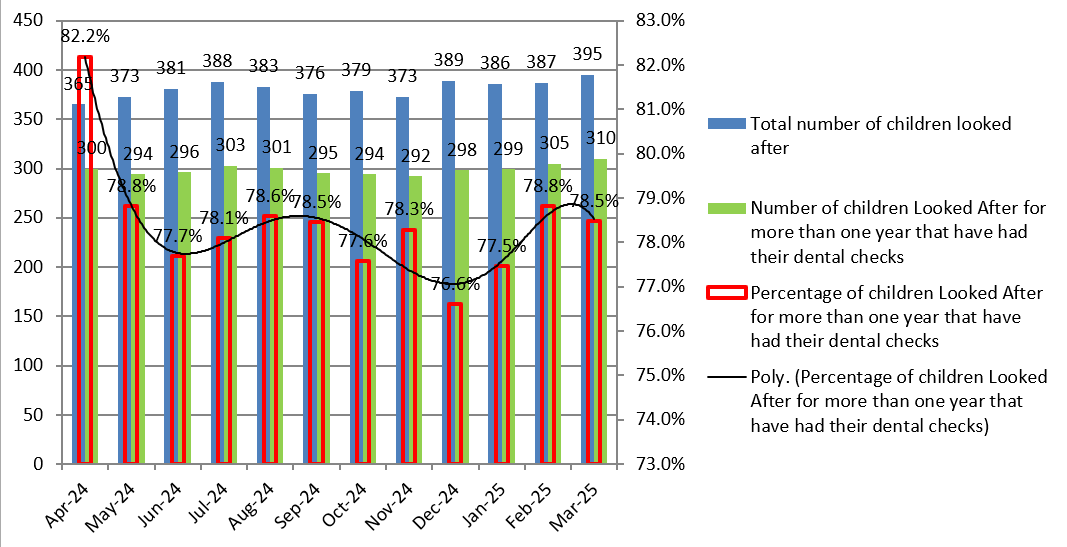 450
400
350
300
250
200
150
100
50
0
83.0%
82.0%
81.0%
80.0%
79.0%
78.0%
77.0%
76.0%
75.0%
74.0%
73.0%
365
373
381
388
383
376
379
373
389
386
387
395
300
294
296
303
301
295
294
292
298
299
305
310
82.2%
78.8%
77.7%
78.1%
78.6%
78.5%
77.6%
78.3%
76.6%
77.5%
78.8%
78.5%
Apr-24
May-24
Jun-24
Jul-24
Aug-24
Sep-24
Oct-24
Nov-24
Dec-24
Jan-25
Feb-25
Mar-25
Total number of children looked
after
Number of children Looked After for
more than one year that have had
their dental checks
Percentage of children Looked After
for more than one year that have
had their dental checks
Poly. (Percentage of children Looked
After for more than one year that
have had their dental checks)